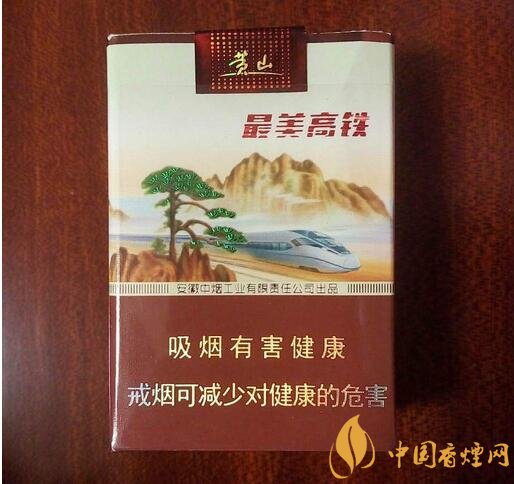 黄山
最美高铁
安徽中烟工业有限责任公司出品
吸烟有害健康
戒烟可减少对健康的危害
中国香煙网